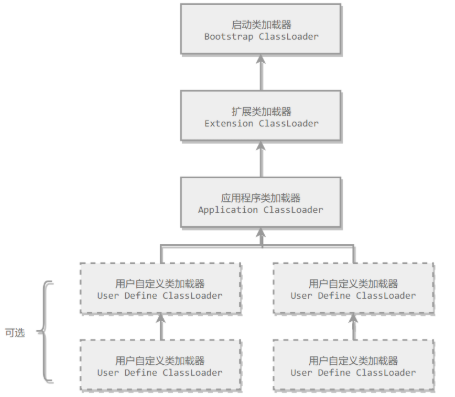 启动类加载器
Bootstrap ClassLoader
扩展类加载器
Extension ClassLoader
应用程序类加载器
Application ClassLoader
用户自定义类加载器
User Define ClassLoader
用户自定义类加载器
User Define ClassLoader
可选
用户自定义类加载器
User Define ClassLoader
用户自定义类加载器
User Define ClassLoader